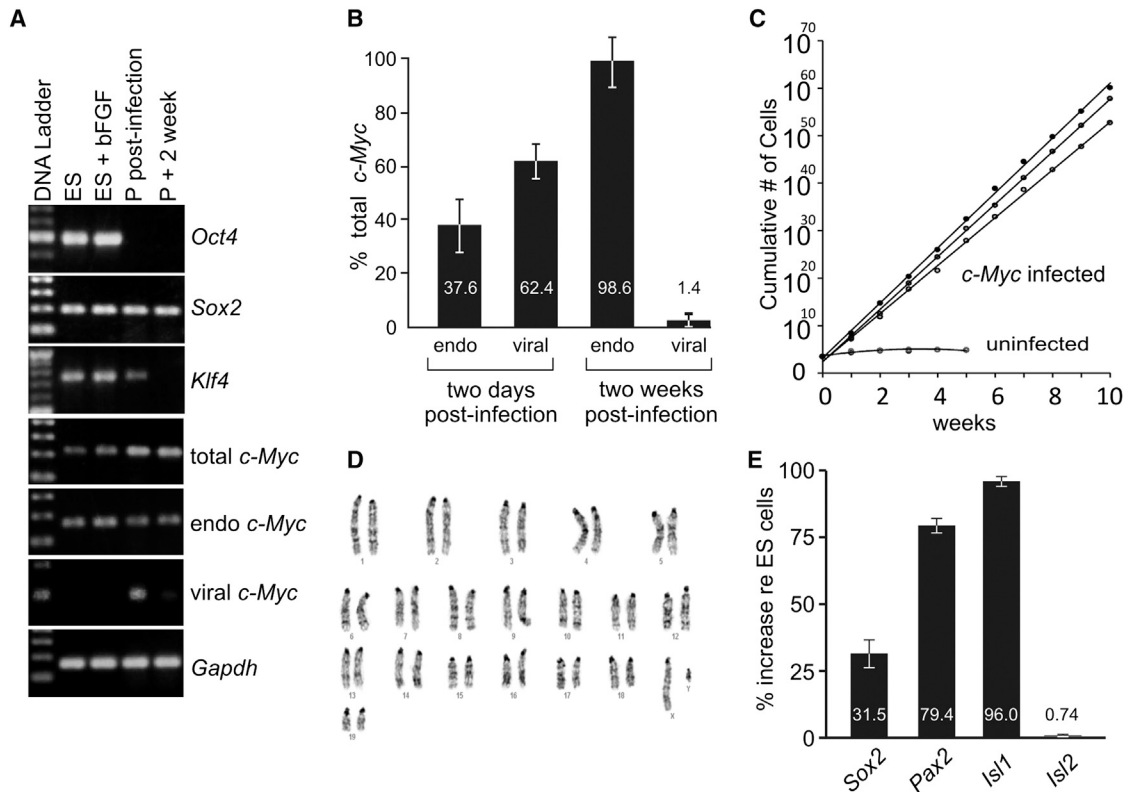 A
DNA Ladder
ES
ES + bFGF
P post-infection
P + 2 week
Oct4
Sox2
Klf4
total c-Myc
endo c-Myc
viral c-Myc
Gapdh
B
% total c-Myc
100
80
60
40
20
0
37.6
62.4
98.6
1.4
endo
viral
endo
viral
two days
post-infection
two weeks
post-infection
C
Cumulative # of Cells
10 70
10 60
10 50
10 40
10 30
10 20
10 10
0
c-Myc infected
uninfected
0 2 4 6 8 10
weeks
D
1 2 3 4 5
6 7 8 9 10 11 12
13 14 15 16 17 18 X Y
19
E
% increase re ES cells
100
75
50
25
0
31.5
79.4
96.0
0.74
Sox2
Pax2
Isl1
Isl2